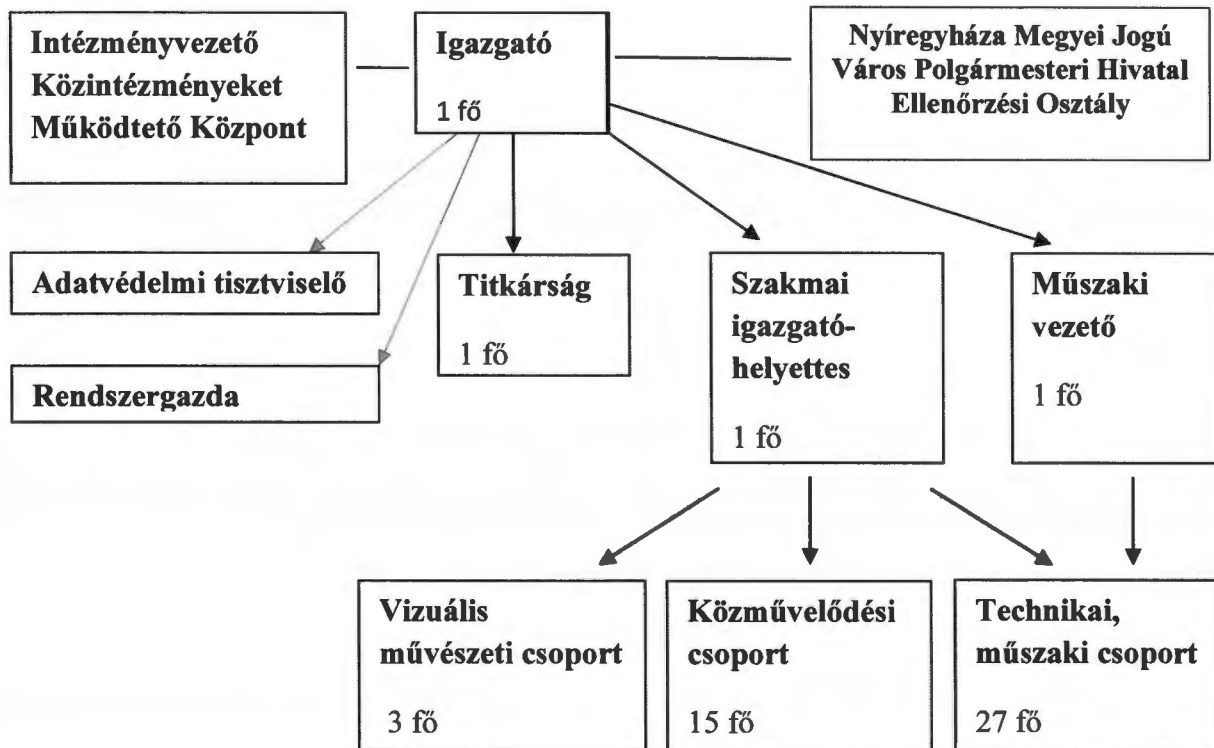 Intézményvezető
Közintézményeket
Működtető Központ
Igazgató
1 fő
Nyíregyháza Megyei Jogú
Város Polgármesteri Hivatal
Ellenőrzési Osztály
Adatvédelmi tisztviselő
Rendszergazda
Titkárság
1 fő
Szakmai
igazgató-
helyettes
1 fő
Műszaki
vezető
1 fő
Vizuális
művészeti csoport
3 fő
Közművelődési
csoport
15 fő
Technikai,
műszaki csoport
27 fő